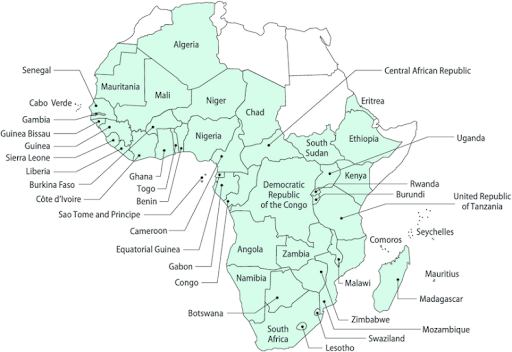 Algeria
Senegal
Central African Republic
Mauritania
Mali
Niger
Cabo Verde
Chad
Eritrea
Gambia
Guinea Bissau
Nigeria
Ethiopia
Uganda
Guinea
South
Sudan
Sierra Leone
Liberia
Burkina Faso
Ghana
Kenya
Côte d'Ivoire
Togo
Benin
Democratic
Republic
of the Congo
Rwanda
Burundi
United Republic
of Tanzania
Sao Tome and Principe
Cameroon
Seychelles
Equatorial Guinea
Angola
Zambia
Comoros
Gabon
Congo
Namibia
Malawi
Mauritius
Madagascar
Botswana
Zimbabwe
South
Africa
Mozambique
Swaziland
Lesotho